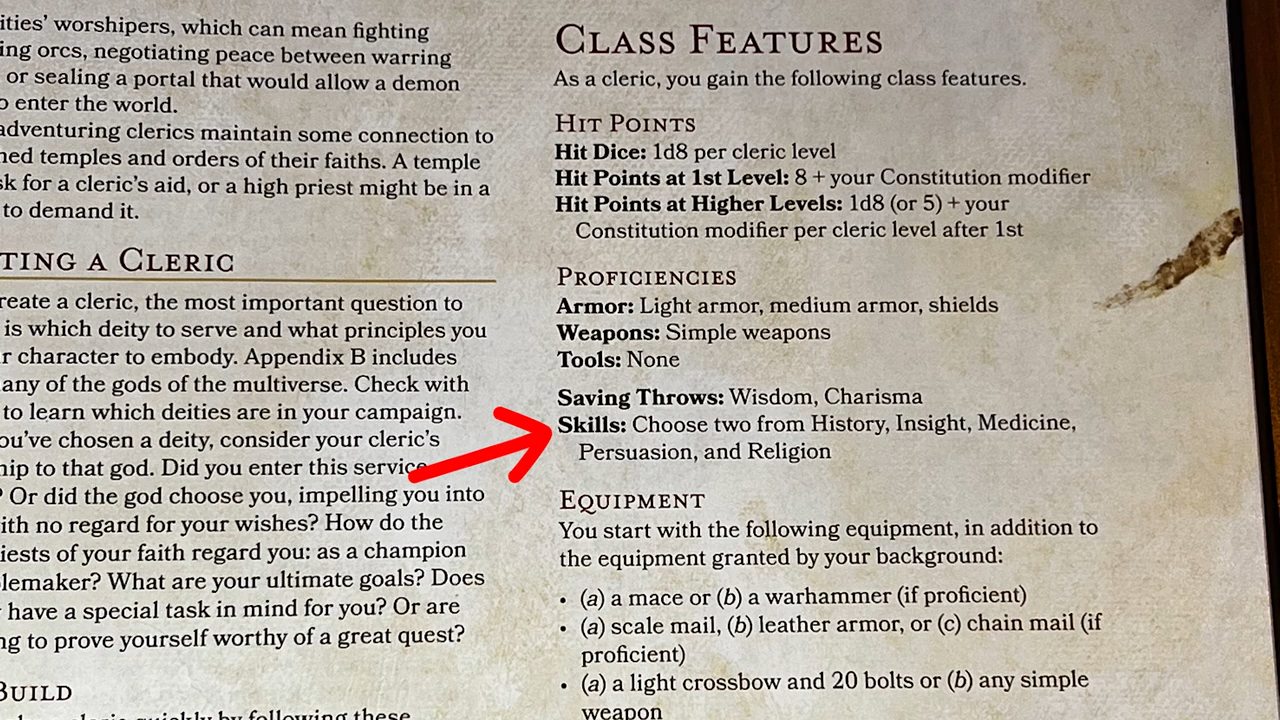 ities' worshipers, which can mean fighting
ing orcs, negotiating peace between warring
or sealing a portal that would allow a demon
o enter the world.
adventuring clerics maintain some connection to
ned temples and orders of their faiths. A temple
sk for a cleric's aid, or a high priest might be in a
to demand it.
TING A CLERIC
reate a cleric, the most important question to
is which deity to serve and what principles you
r character to embody. Appendix B includes
any of the gods of the multiverse. Check with
to learn which deities are in your campaign.
ou've chosen a deity, consider your cleric's
hip to that god. Did you enter this service
? Or did the god choose you, impelling you into
ith no regard for your wishes? How do the
iests of your faith regard you: as a champion
lemaker? What are your ultimate goals? Does
have a special task in mind for you? Or are
ng to prove yourself worthy of a great quest?
BUILD
quickly by following these
CLASS FEATURES
As a cleric, you gain the following class features.
HIT POINTS
Hit Dice: 1d8 per cleric level
Hit Points at 1st Level: 8 + your Constitution modifier
Hit Points at Higher Levels: 1d8 (or 5) + your
Constitution modifier per cleric level after 1st
PROFICIENCIES
Armor: Light armor, medium armor, shields
Weapons: Simple weapons
Tools: None
Saving Throws: Wisdom, Charisma
Skills: Choose two from History, Insight, Medicine,
Persuasion, and Religion
EQUIPMENT
You start with the following equipment, in addition to
the equipment granted by your background:
• (a) a mace or (b) a warhammer (if proficient)
• (a) scale mail, (b) leather armor, or (c) chain mail (if
proficient)
• (a) a light crossbow and 20 bolts or (b) any simple
weapon